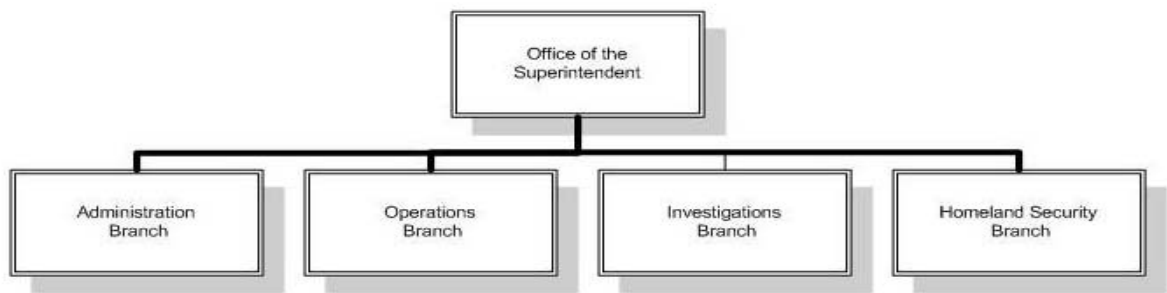 Office of the
Superintendent
Administration
Branch
Operations
Branch
Investigations
Branch
Homeland Security
Branch